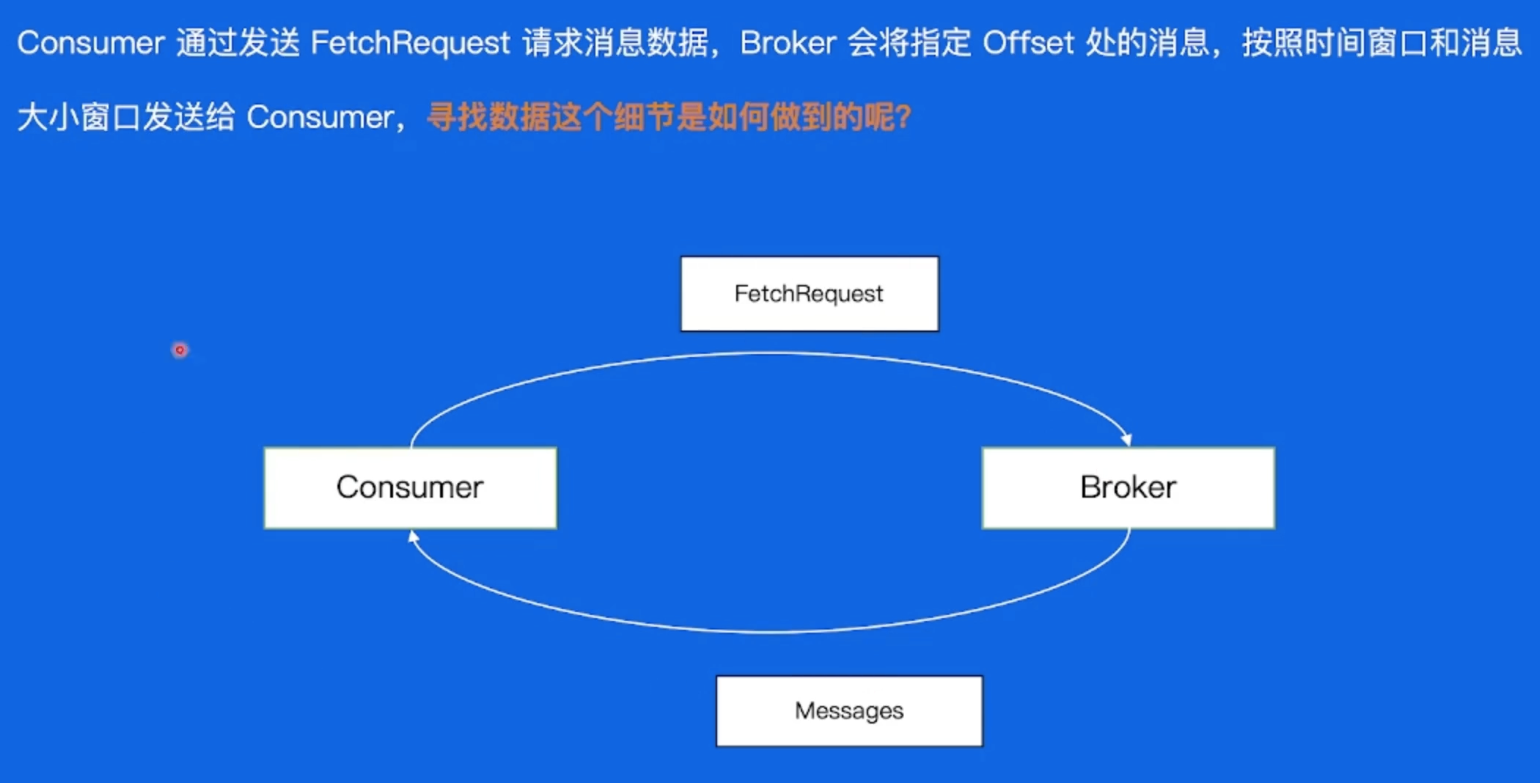 Consumer 通过发送 FetchRequest 请求消息数据，Broker 会将指定 Offset 处的消息，按照时间窗口和消息
大小窗口发送给 Consumer，寻找数据这个细节是如何做到的呢?
FetchRequest
Consumer
Broker
Messages